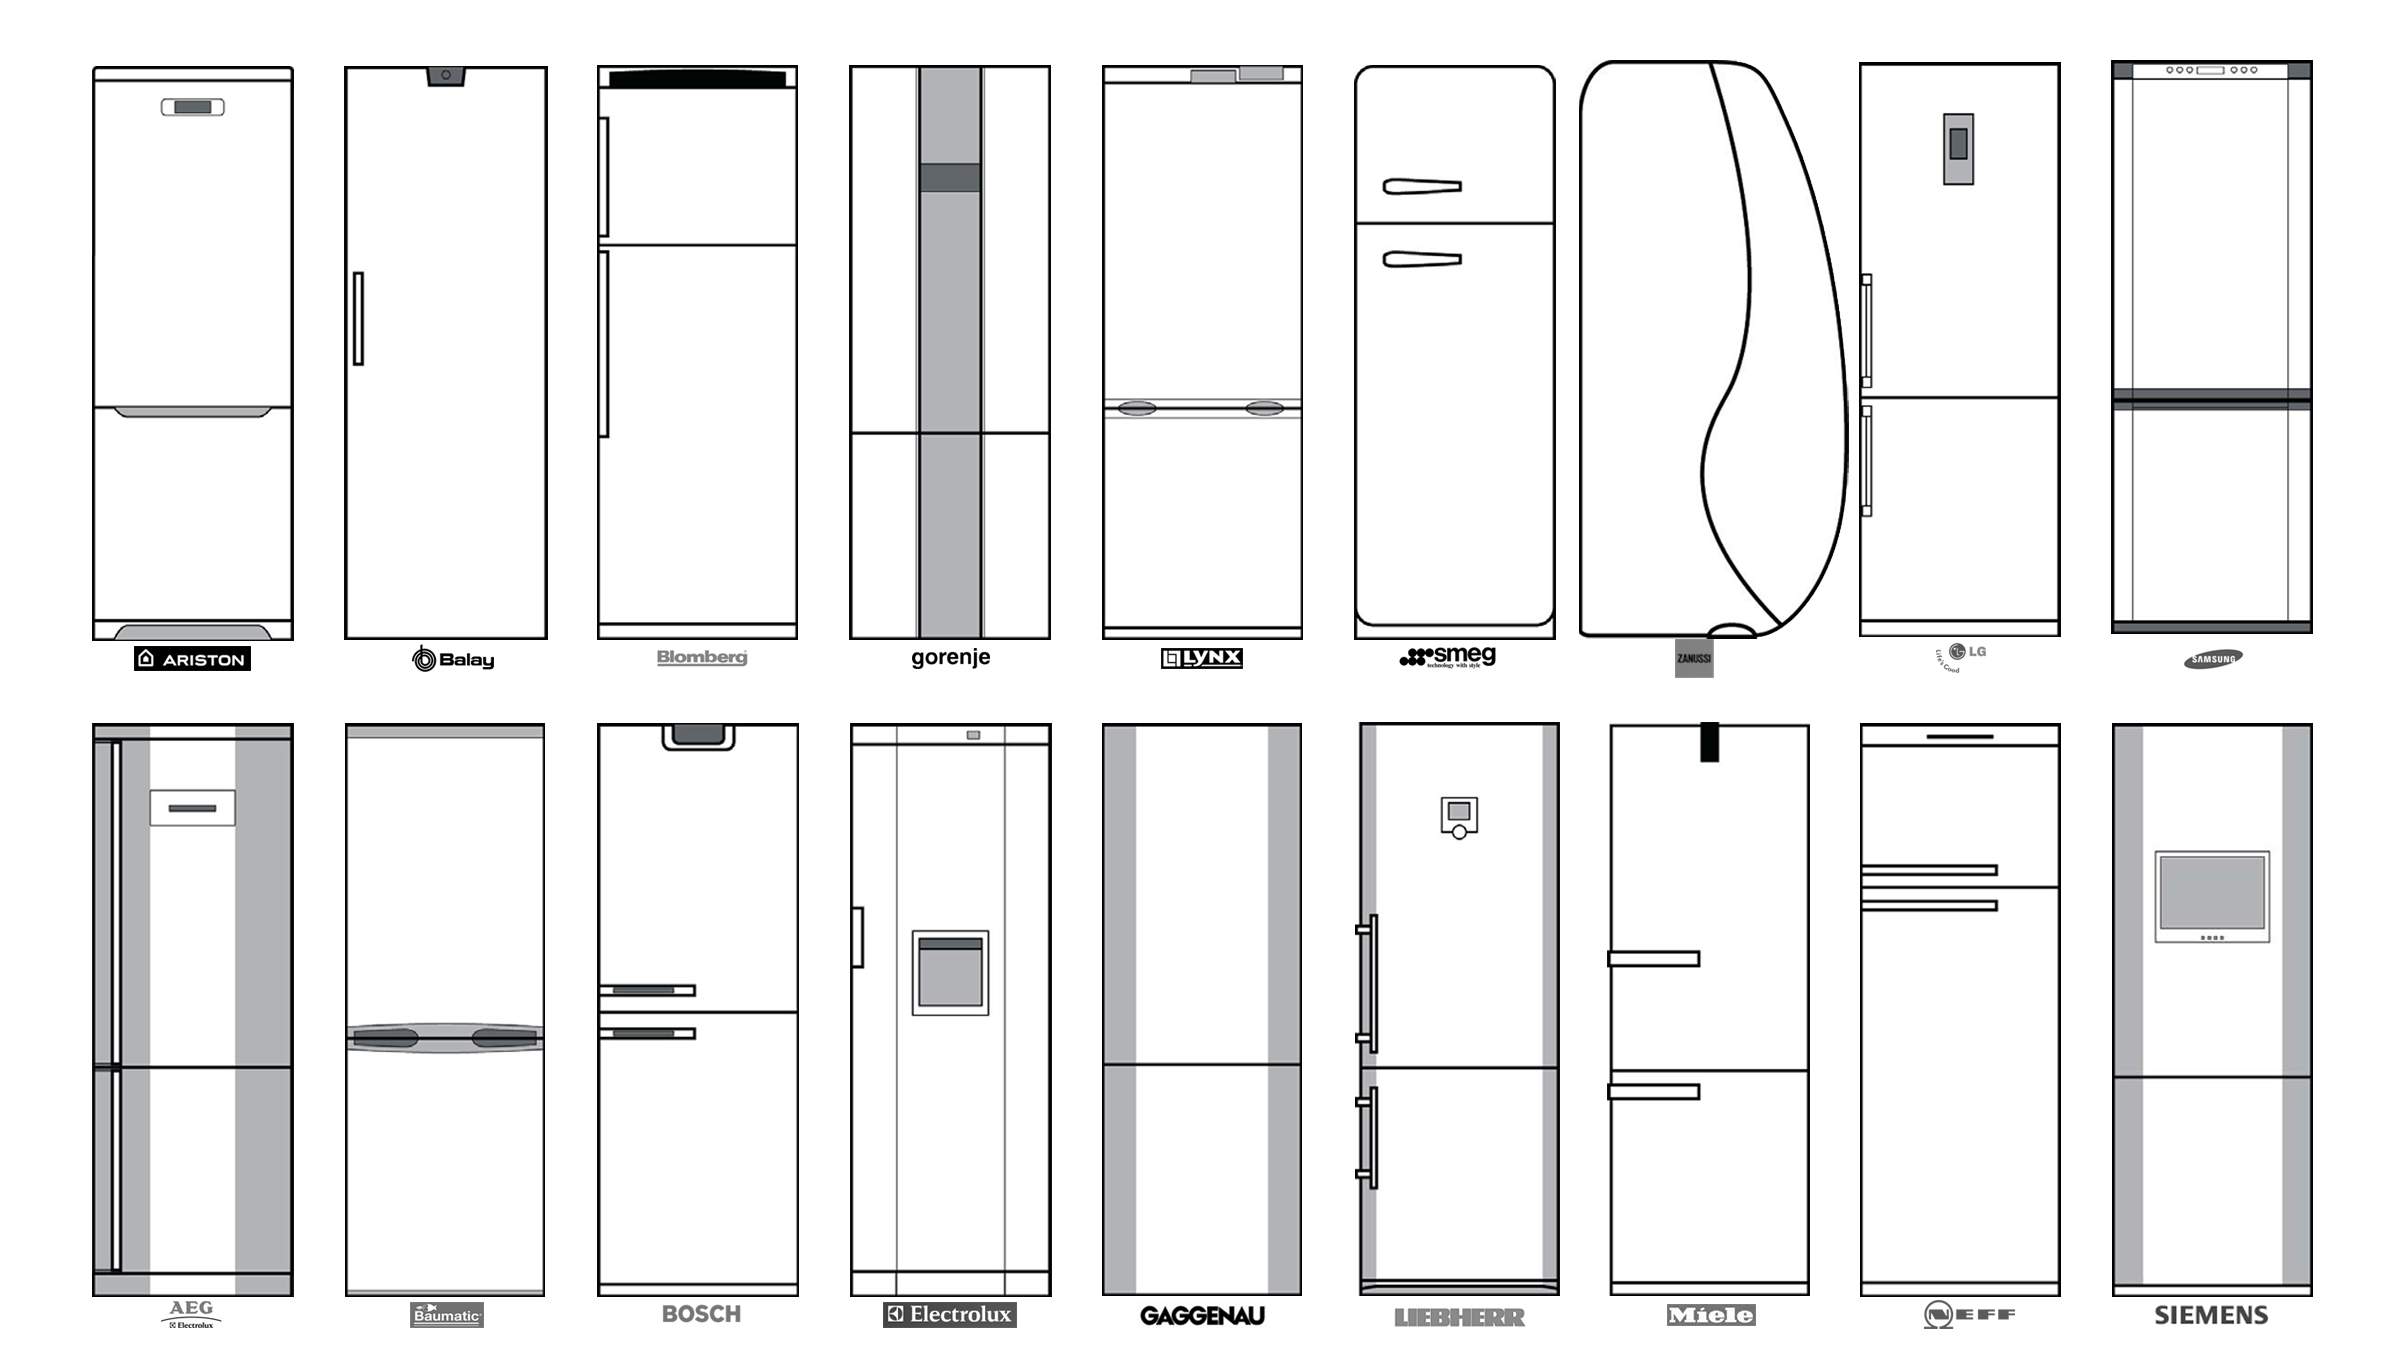 ARISTON
Balay
Blomberg
gorenje
LYNX
smeg
technology with style
ZANUSSI
LG
Life's Good
SAMSUNG
AEG
Electrolux
Baumatic
BOSCH
Electrolux
GAGGENAU
LIEBHERR
Miele
NEFF
SIEMENS